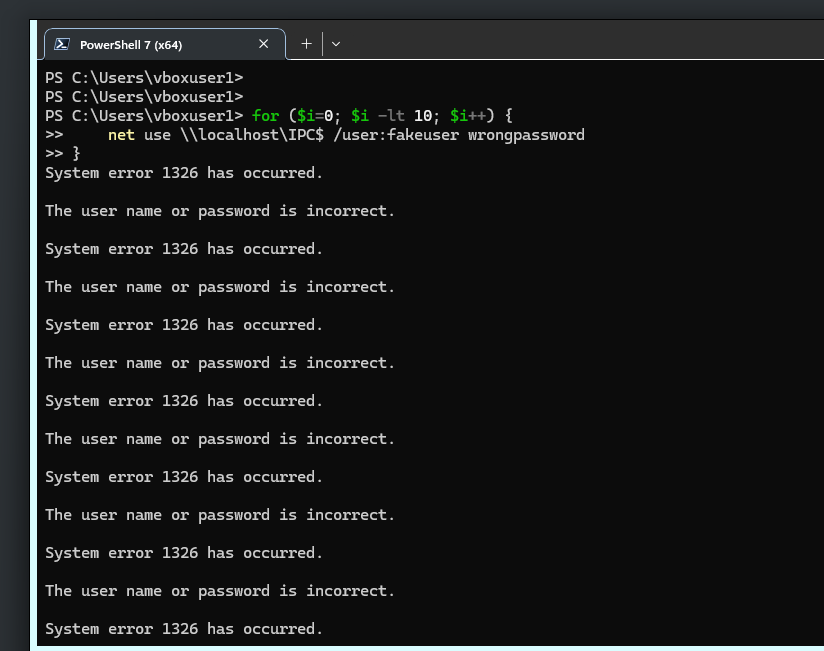 PowerShell 7 (x64)
PS C:\Users\vboxuser1>
PS C:\Users\vboxuser1>
PS C:\Users\vboxuser1> for ($i=0; $i -lt 10; $i++) {
>>     net use \\localhost\IPC$ /user:fakeuser wrongpassword
>> }
System error 1326 has occurred.
The user name or password is incorrect.
System error 1326 has occurred.
The user name or password is incorrect.
System error 1326 has occurred.
The user name or password is incorrect.
System error 1326 has occurred.
The user name or password is incorrect.
System error 1326 has occurred.
The user name or password is incorrect.
System error 1326 has occurred.
The user name or password is incorrect.
System error 1326 has occurred.